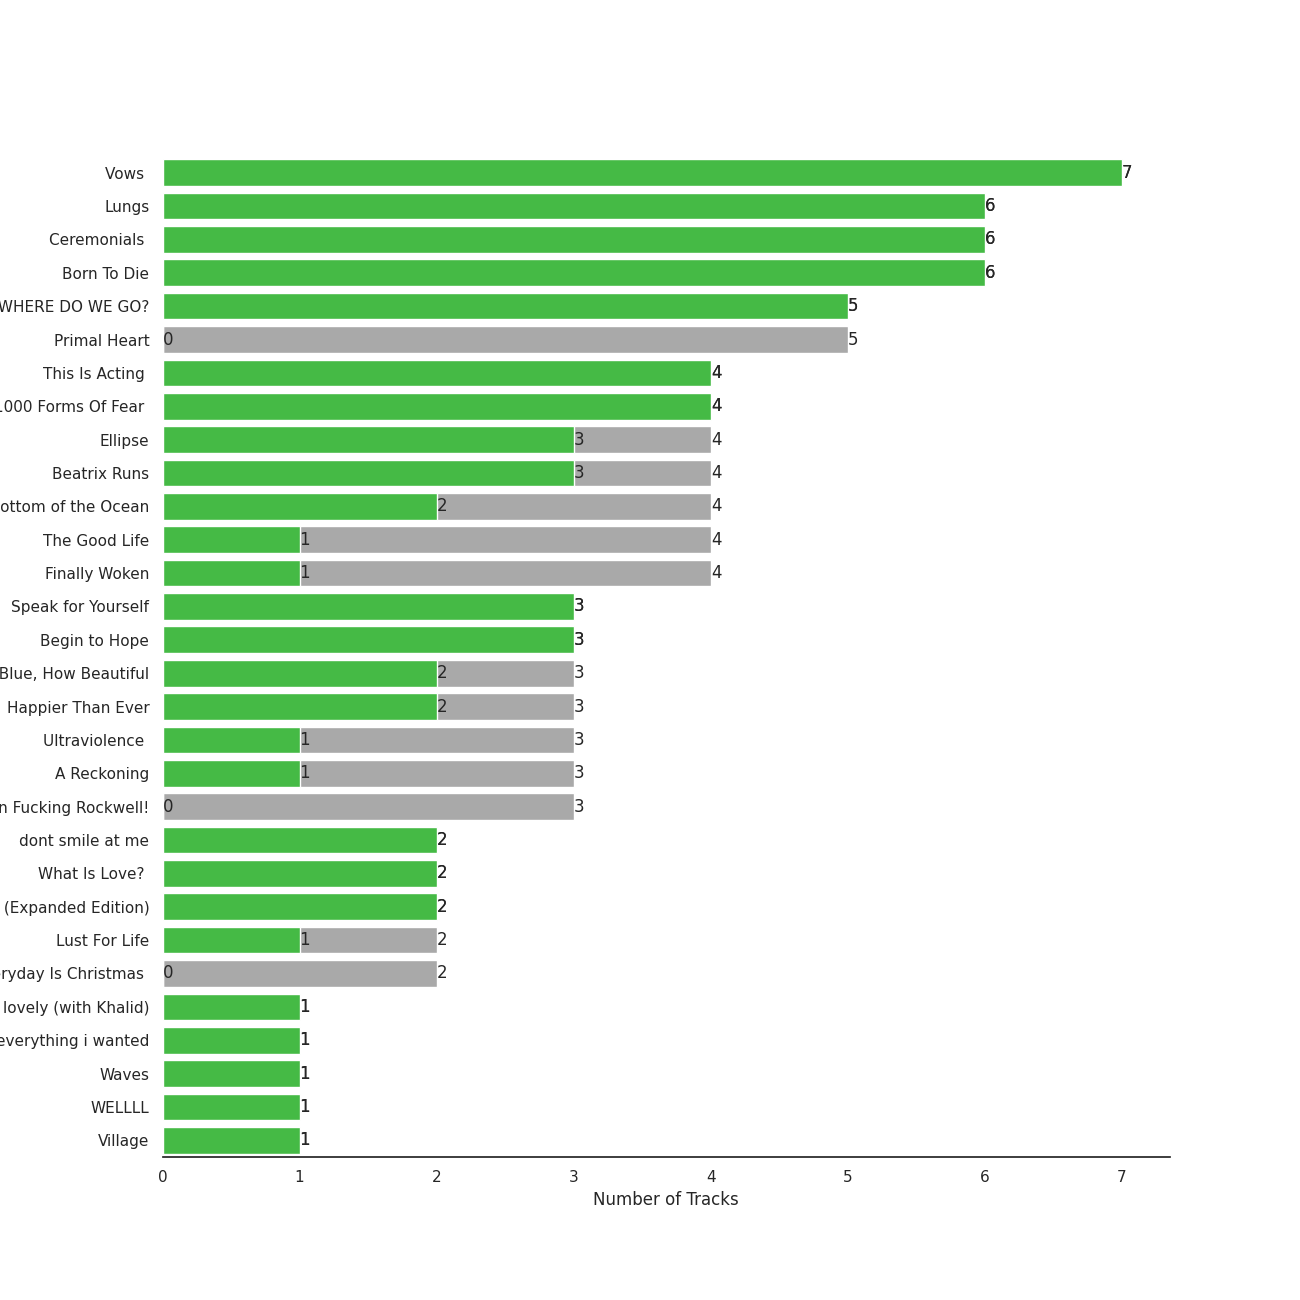 Vows 7
Lungs 6
Ceremonials 6
Born To Die 6
WHERE DO WE GO? 5
Primal Heart 0 5
This Is Acting 4
1000 Forms Of Fear 4
Ellipse 3 4
Beatrix Runs 3 4
ottom of the Ocean 2 4
The Good Life 1 4
Finally Woken 1 4
Speak for Yourself 3
Begin to Hope 3
Blue, How Beautiful 2 3
Happier Than Ever 2 3
Ultraviolence 1 3
A Reckoning 1 3
n Fucking Rockwell! 0 3
dont smile at me 2
What Is Love? 2
(Expanded Edition) 2
Lust For Life 1 2
ryday Is Christmas 0 2
lovely (with Khalid) 1
everything i wanted 1
Waves 1
WELLLL 1
Village 1
0 1 2 3 4 5 6 7
Number of Tracks